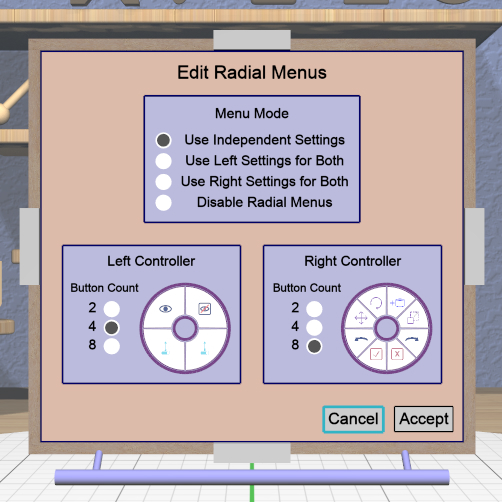 Edit Radial Menus
Menu Mode
Use Independent Settings
Use Left Settings for Both
Use Right Settings for Both
Disable Radial Menus
Left Controller
Button Count
2
4
8
Right Controller
Button Count
2
4
8
Cancel
Accept